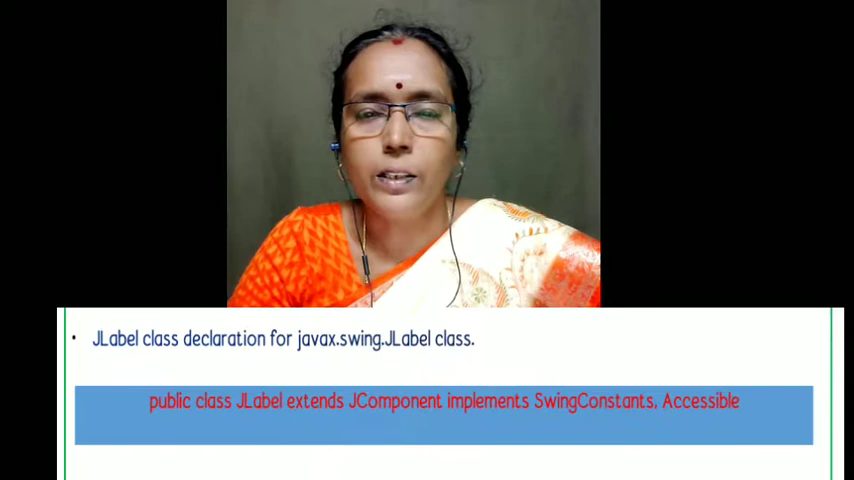 • JLabel class declaration for javax.swing.JLabel class.
public class JLabel extends JComponent implements SwingConstants, Accessible